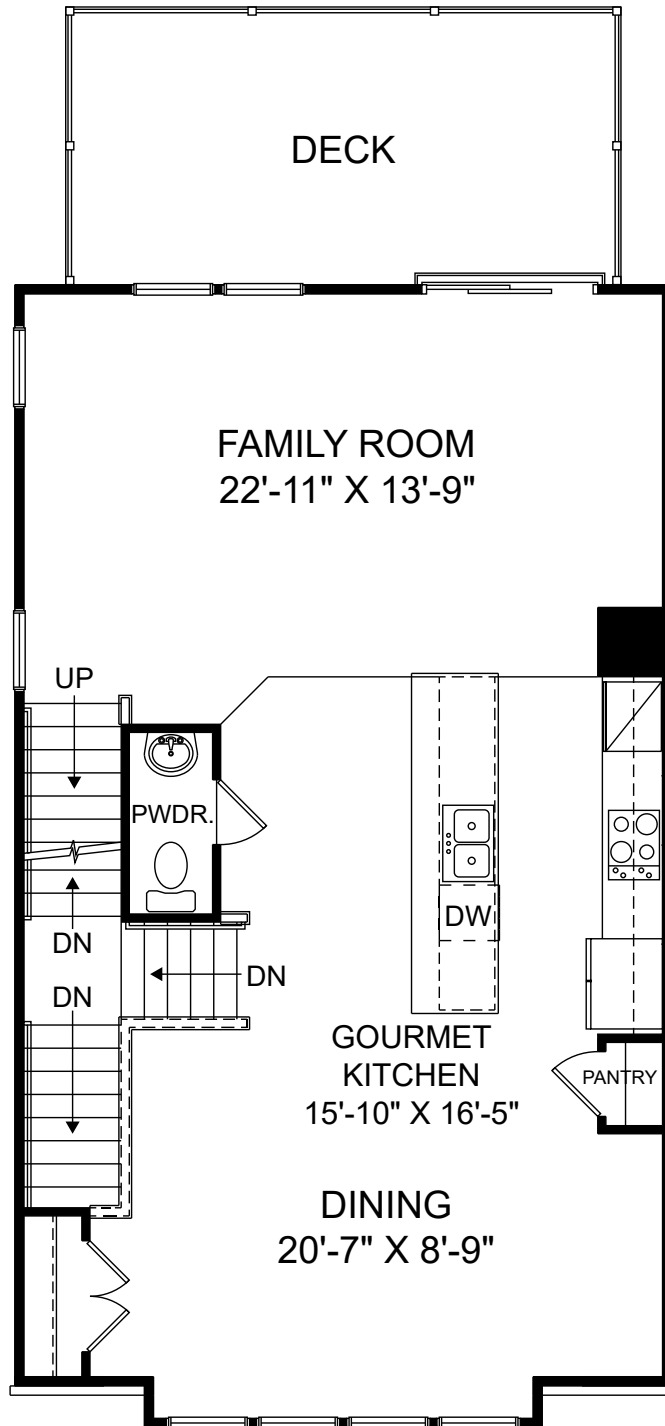 DECK
FAMILY ROOM
22'-11" X 13'-9"
UP
PWDR.
DW
DN
DN
DN
GOURMET
KITCHEN
15'-10" X 16'-5"
PANTRY
DINING
20'-7" X 8'-9"